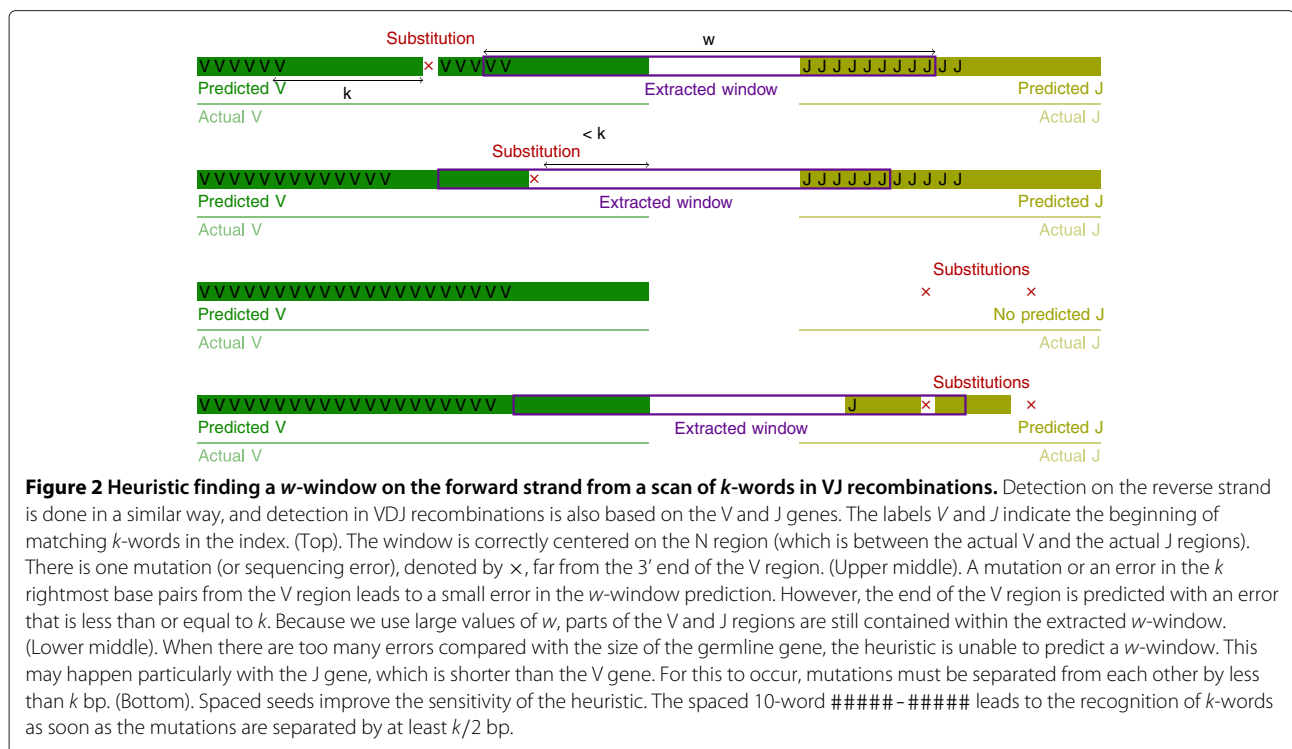 Substitution
w
V V V V V V × V V V V V J J J J J J J J J J J
k
Predicted V Extracted window Predicted J
Actual V Actual J
< k
Substitution
V V V V V V V V V V V V V × J J J J J J J J J J J
Predicted V Extracted window Predicted J
Actual V Actual J
Substitutions
V V V V V V V V V V V V V V V V V V V V V × ×
Predicted V No predicted J
Actual V Actual J
Substitutions
V V V V V V V V V V V V V V V V V V V V J × ×
Predicted V Extracted window Predicted J
Actual V Actual J
Figure 2 Heuristic finding a w-window on the forward strand from a scan of k-words in VJ recombinations. Detection on the reverse strand
is done in a similar way, and detection in VDJ recombinations is also based on the V and J genes. The labels V and J indicate the beginning of
matching k-words in the index. (Top). The window is correctly centered on the N region (which is between the actual V and the actual J regions).
There is one mutation (or sequencing error), denoted by ×, far from the 3' end of the V region. (Upper middle). A mutation or an error in the k
rightmost base pairs from the V region leads to a small error in the w-window prediction. However, the end of the V region is predicted with an error
that is less than or equal to k. Because we use large values of w, parts of the V and J regions are still contained within the extracted w-window.
(Lower middle). When there are too many errors compared with the size of the germline gene, the heuristic is unable to predict a w-window. This
may happen particularly with the J gene, which is shorter than the V gene. For this to occur, mutations must be separated from each other by less
than k bp. (Bottom). Spaced seeds improve the sensitivity of the heuristic. The spaced 10-word #####-##### leads to the recognition of k-words
as soon as the mutations are separated by at least k/2 bp.